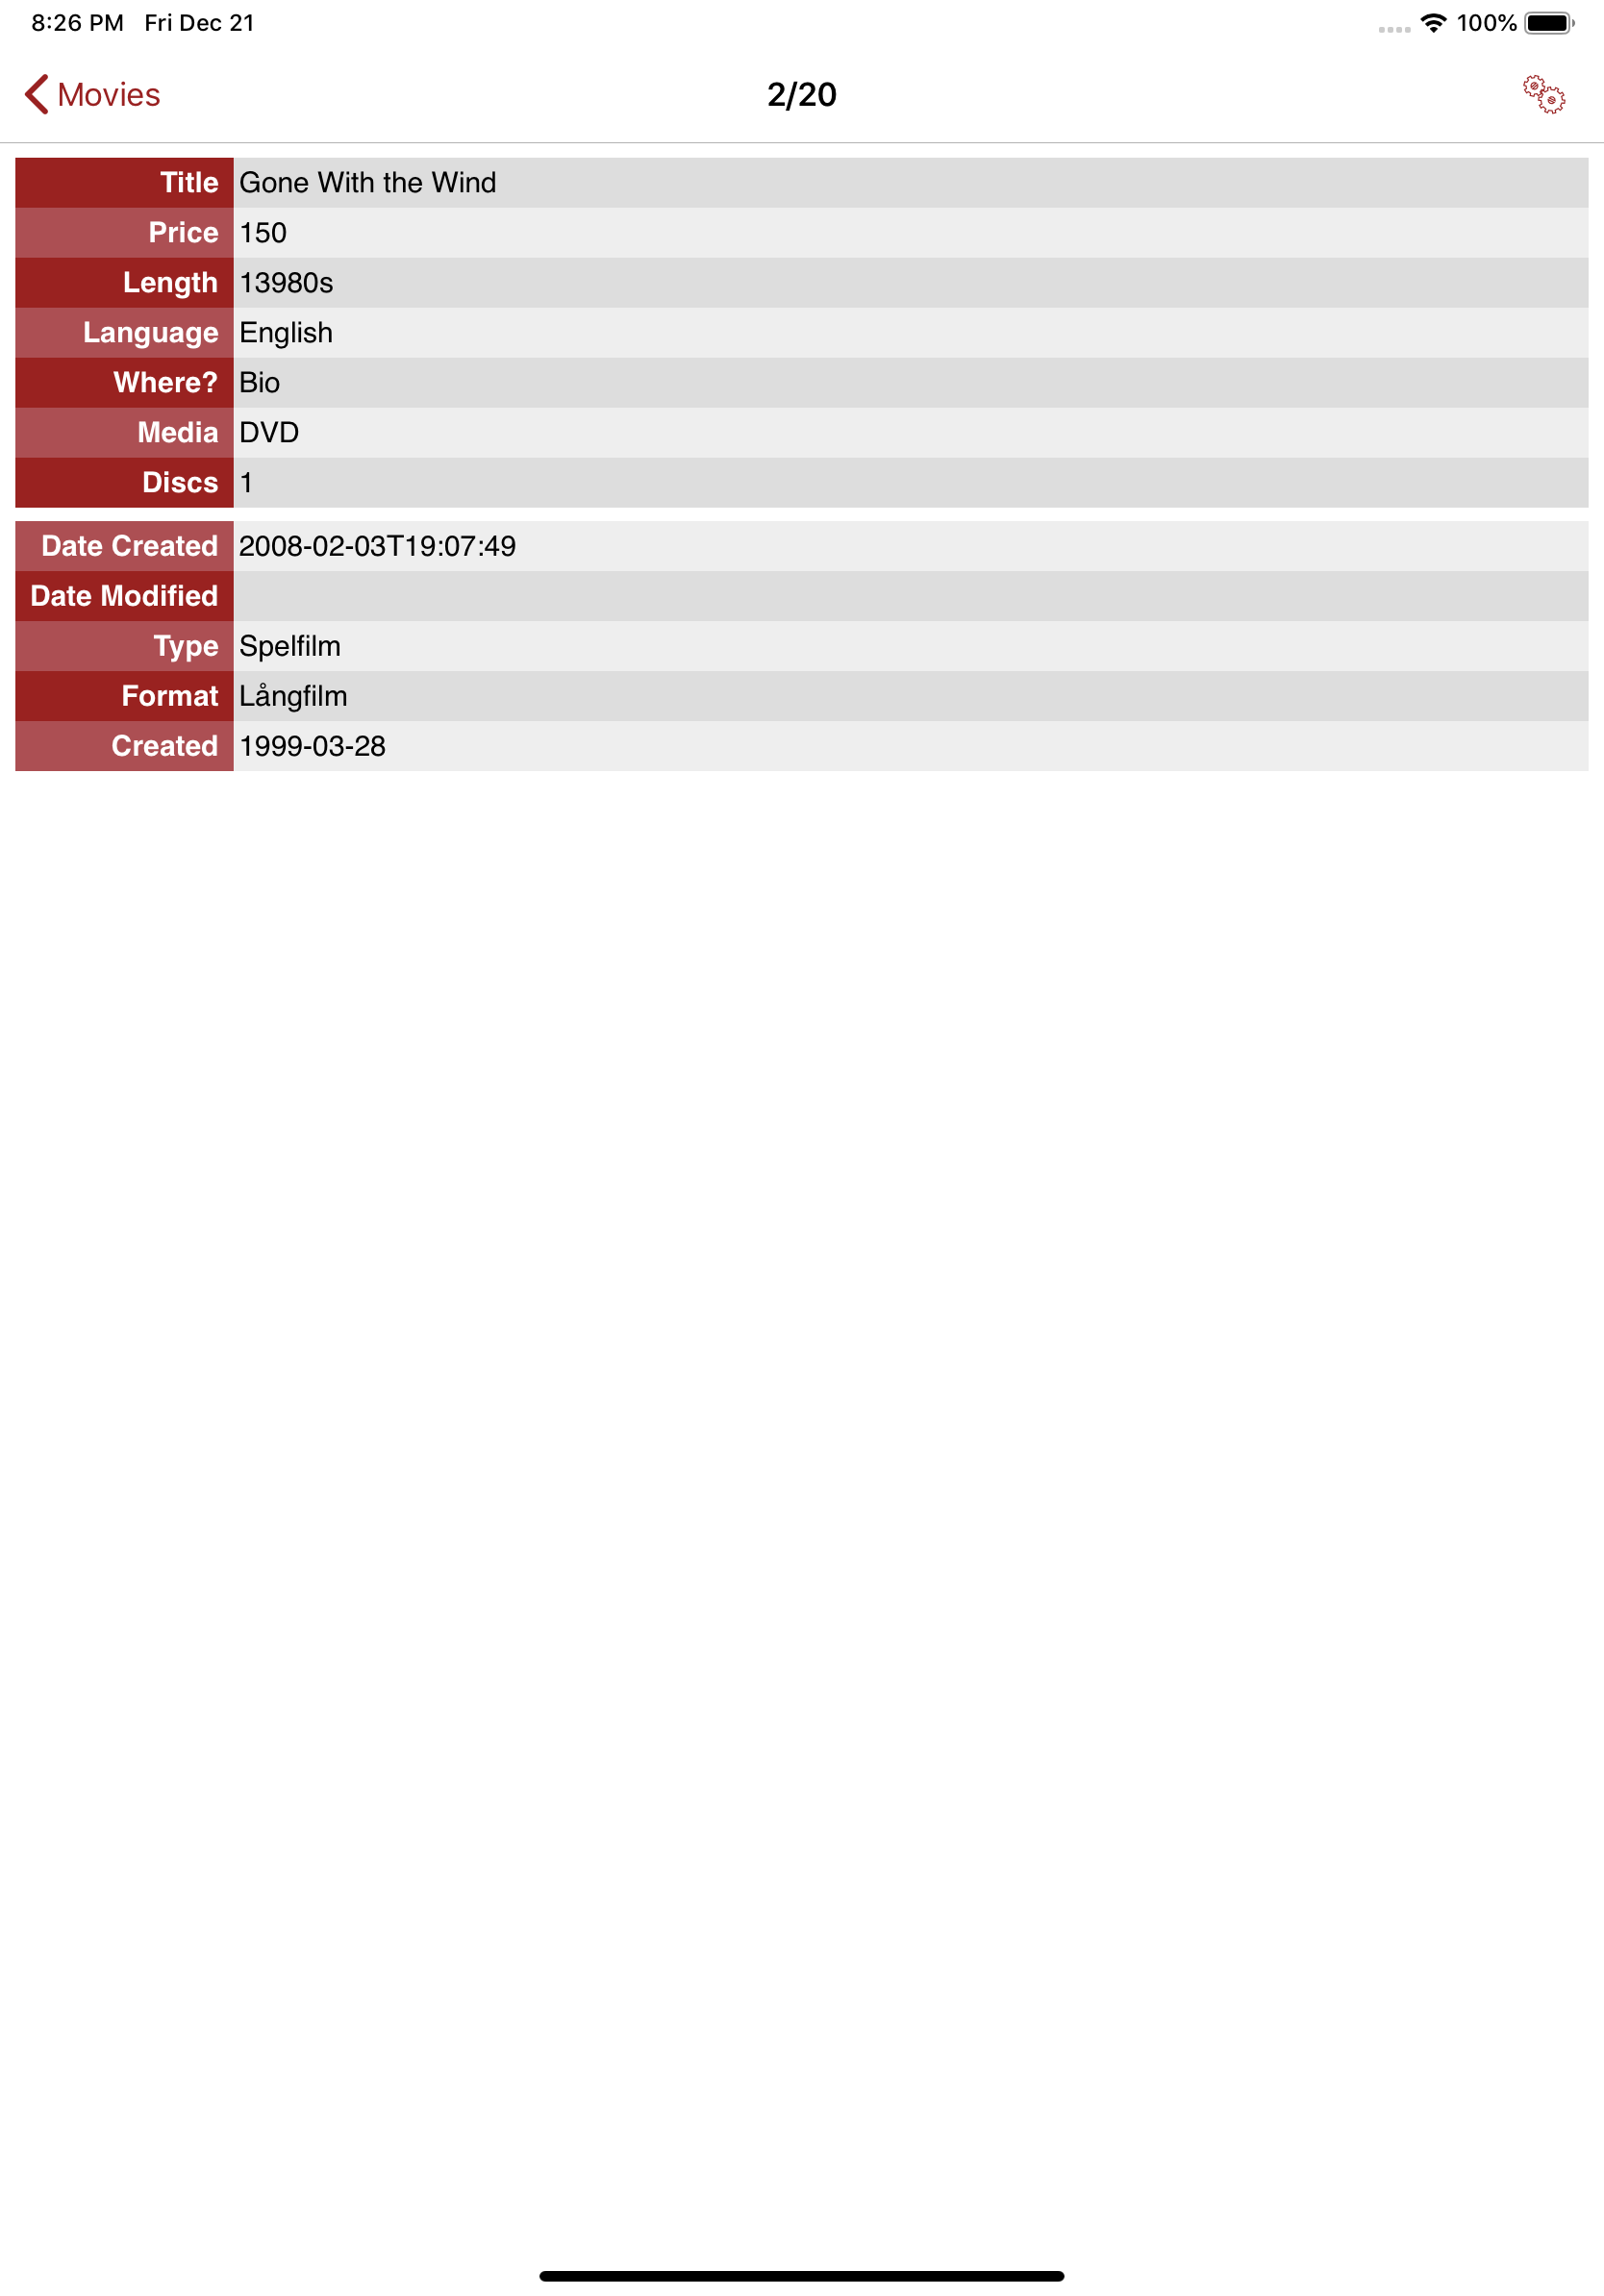 8:26 PM Fri Dec 21 100%
Movies 2/20
Title Gone With the Wind
Price 150
Length 13980s
Language English
Where? Bio
Media DVD
Discs 1
Date Created 2008-02-03T19:07:49
Date Modified
Type Spelfilm
Format Långfilm
Created 1999-03-28